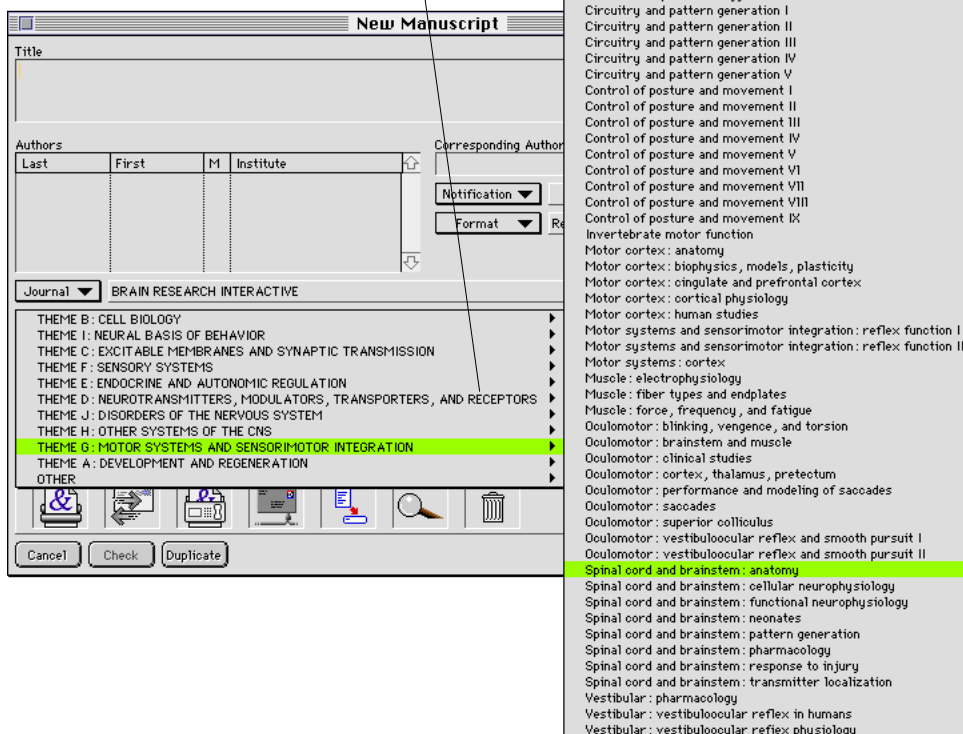 New Manuscript
Title
Authors
Last First M Institute
Corresponding Author
Notification
Format Re
Journal BRAIN RESEARCH INTERACTIVE
THEME B: CELL BIOLOGY
THEME I: NEURAL BASIS OF BEHAVIOR
THEME C: EXCITABLE MEMBRANES AND SYNAPTIC TRANSMISSION
THEME F: SENSORY SYSTEMS
THEME E: ENDOCRINE AND AUTONOMIC REGULATION
THEME D: NEUROTRANSMITTERS, MODULATORS, TRANSPORTERS, AND RECEPTORS
THEME J: DISORDERS OF THE NERVOUS SYSTEM
THEME H: OTHER SYSTEMS OF THE CNS
THEME G: MOTOR SYSTEMS AND SENSORIMOTOR INTEGRATION
THEME A: DEVELOPMENT AND REGENERATION
OTHER
& &
Cancel Check Duplicate
Circuitry and pattern generation I
Circuitry and pattern generation II
Circuitry and pattern generation III
Circuitry and pattern generation IV
Circuitry and pattern generation V
Control of posture and movement I
Control of posture and movement II
Control of posture and movement III
Control of posture and movement IV
Control of posture and movement V
Control of posture and movement VI
Control of posture and movement VII
Control of posture and movement VIII
Control of posture and movement IX
Invertebrate motor function
Motor cortex: anatomy
Motor cortex: biophysics, models, plasticity
Motor cortex: cingulate and prefrontal cortex
Motor cortex: cortical physiology
Motor cortex: human studies
Motor systems and sensorimotor integration: reflex function I
Motor systems and sensorimotor integration: reflex function II
Motor systems: cortex
Muscle: electrophysiology
Muscle: fiber types and endplates
Muscle: force, frequency, and fatigue
Oculomotor: blinking, vengence, and torsion
Oculomotor: brainstem and muscle
Oculomotor: clinical studies
Oculomotor: cortex, thalamus, pretectum
Oculomotor: performance and modeling of saccades
Oculomotor: saccades
Oculomotor: superior colliculus
Oculomotor: vestibuloocular reflex and smooth pursuit I
Oculomotor: vestibuloocular reflex and smooth pursuit II
Spinal cord and brainstem: anatomy
Spinal cord and brainstem: cellular neurophysiology
Spinal cord and brainstem: functional neurophysiology
Spinal cord and brainstem: neonates
Spinal cord and brainstem: pattern generation
Spinal cord and brainstem: pharmacology
Spinal cord and brainstem: response to injury
Spinal cord and brainstem: transmitter localization
Vestibular: pharmacology
Vestibular: vestibuloocular reflex in humans
Vestibular: vestibuloocular reflex physiology